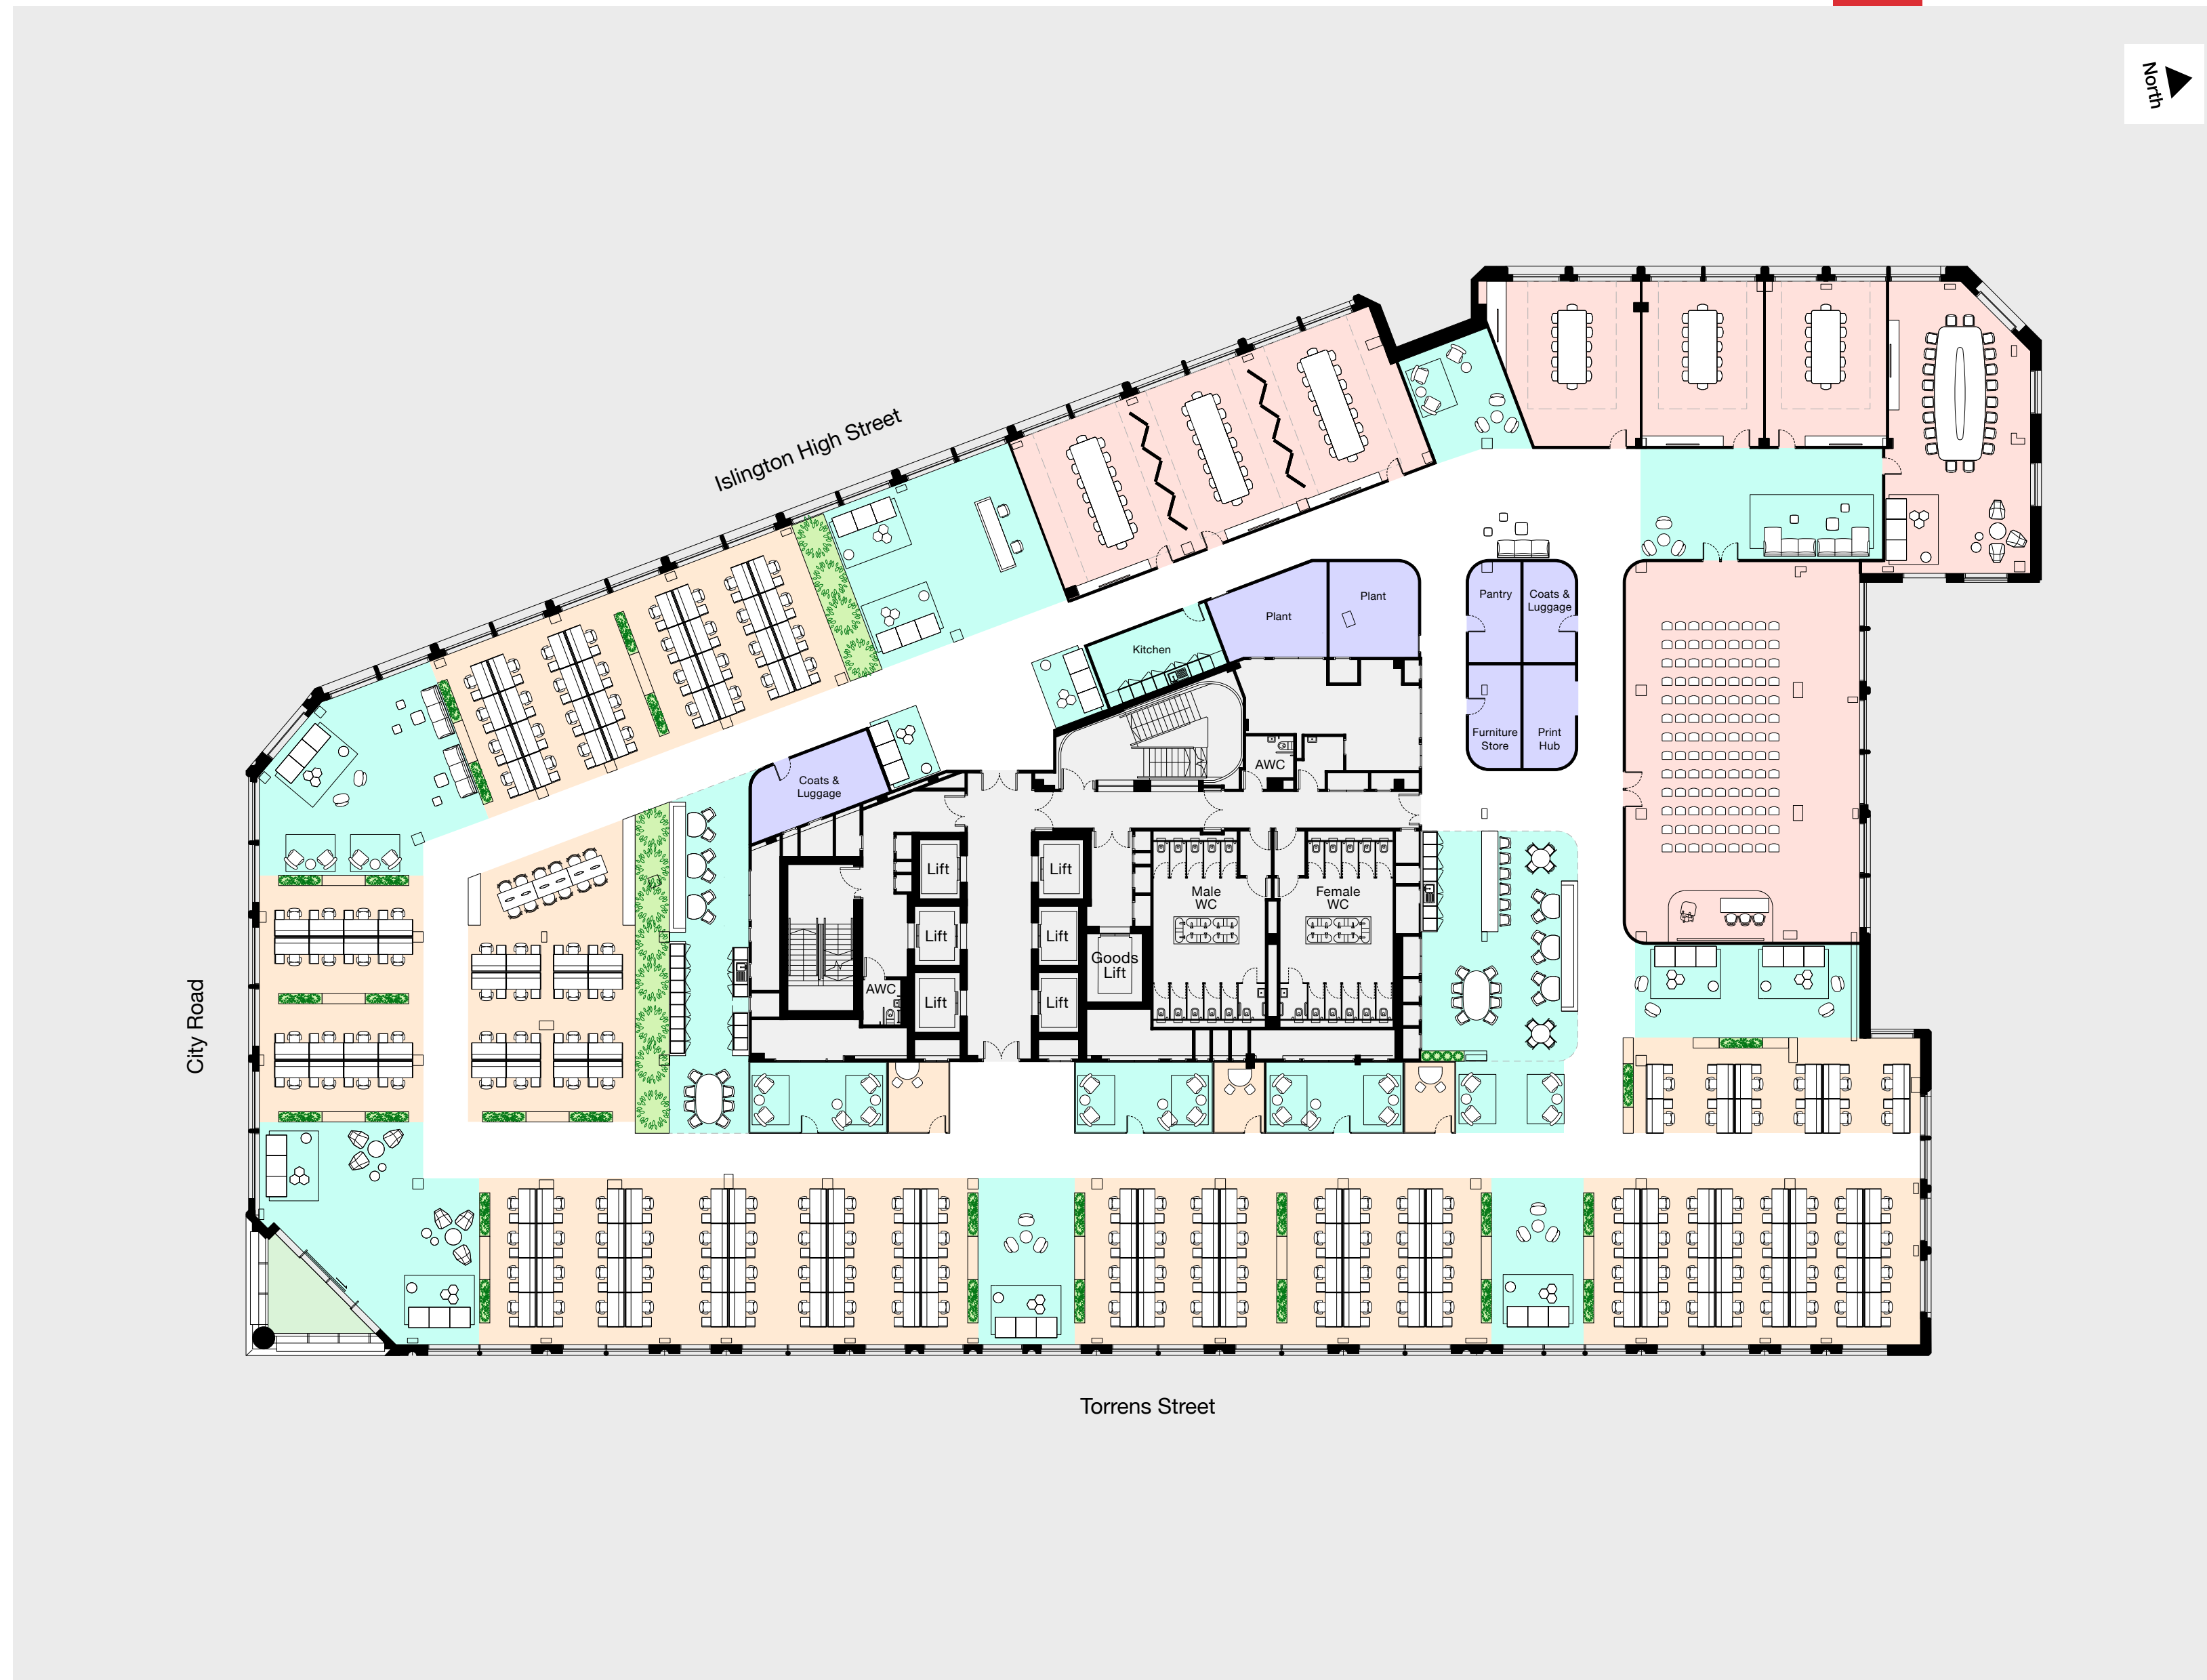 North
Islington High Street
Pantry
Coats &
Luggage
Plant
Plant
Kitchen
Furniture
Store
Print
Hub
AWC
Coats &
Luggage
Lift
Lift
Male
WC
Female
WC
Lift
Lift
Goods
Lift
AWC
Lift
Lift
City Road
Torrens Street